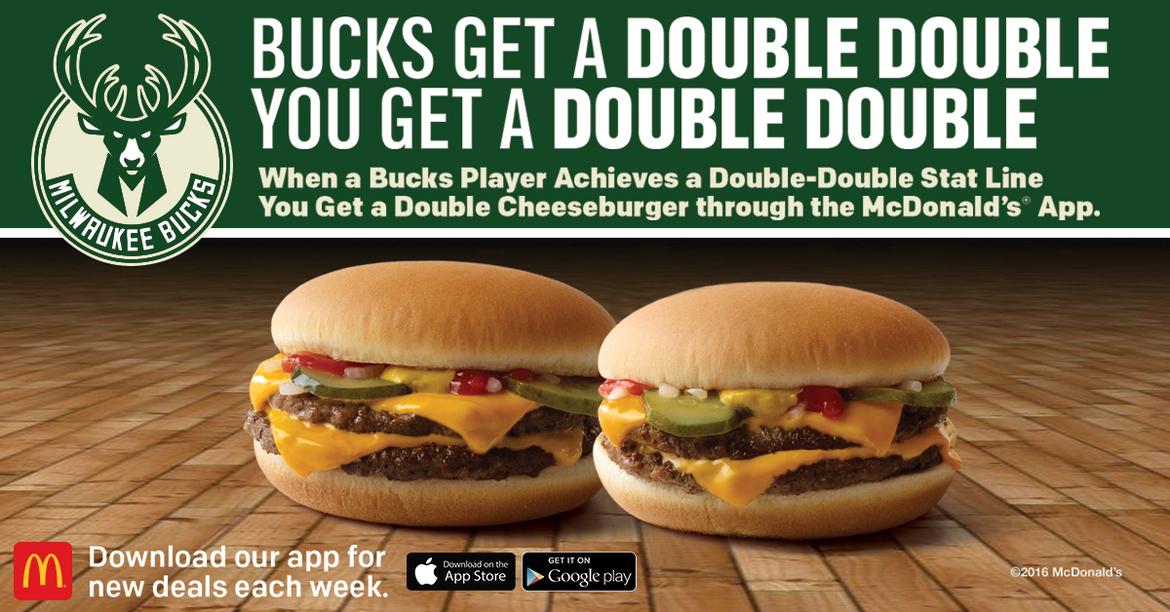 BUCKS GET A DOUBLE DOUBLE
YOU GET A DOUBLE DOUBLE
When a Bucks Player Achieves a Double-Double Stat Line
You Get a Double Cheeseburger through the McDonald's® App.
MILWAUKEE BUCKS
Download our app for
new deals each week.
Download on the
App Store
GET IT ON
Google play
©2016 McDonald's